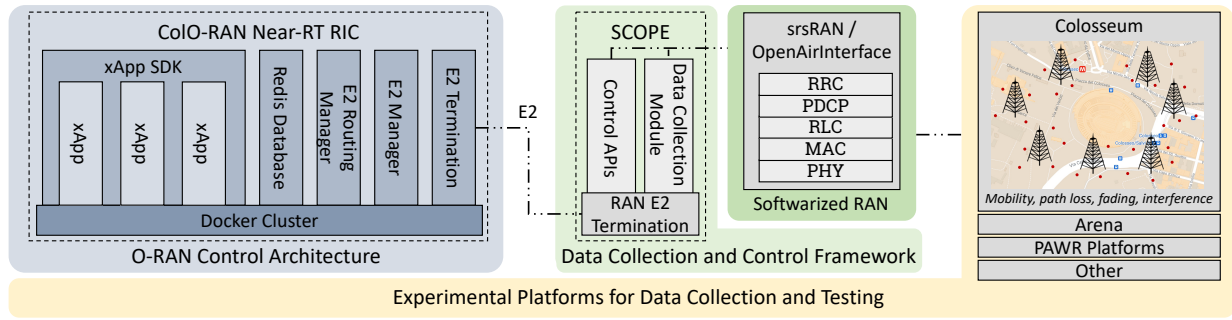 ColO-RAN Near-RT RIC
xApp SDK
xApp
xApp
xApp
Redis Database
E2 Routing
Manager
E2 Manager
E2 Termination
Docker Cluster
O-RAN Control Architecture
E2
SCOPE
Control APIs
Data Collection
Module
RAN E2
Termination
Data Collection and Control Framework
srsRAN /
OpenAirInterface
RRC
PDCP
RLC
MAC
PHY
Softwarized RAN
Colosseum
Mobility, path loss, fading, interference
Arena
PAWR Platforms
Other
Experimental Platforms for Data Collection and Testing